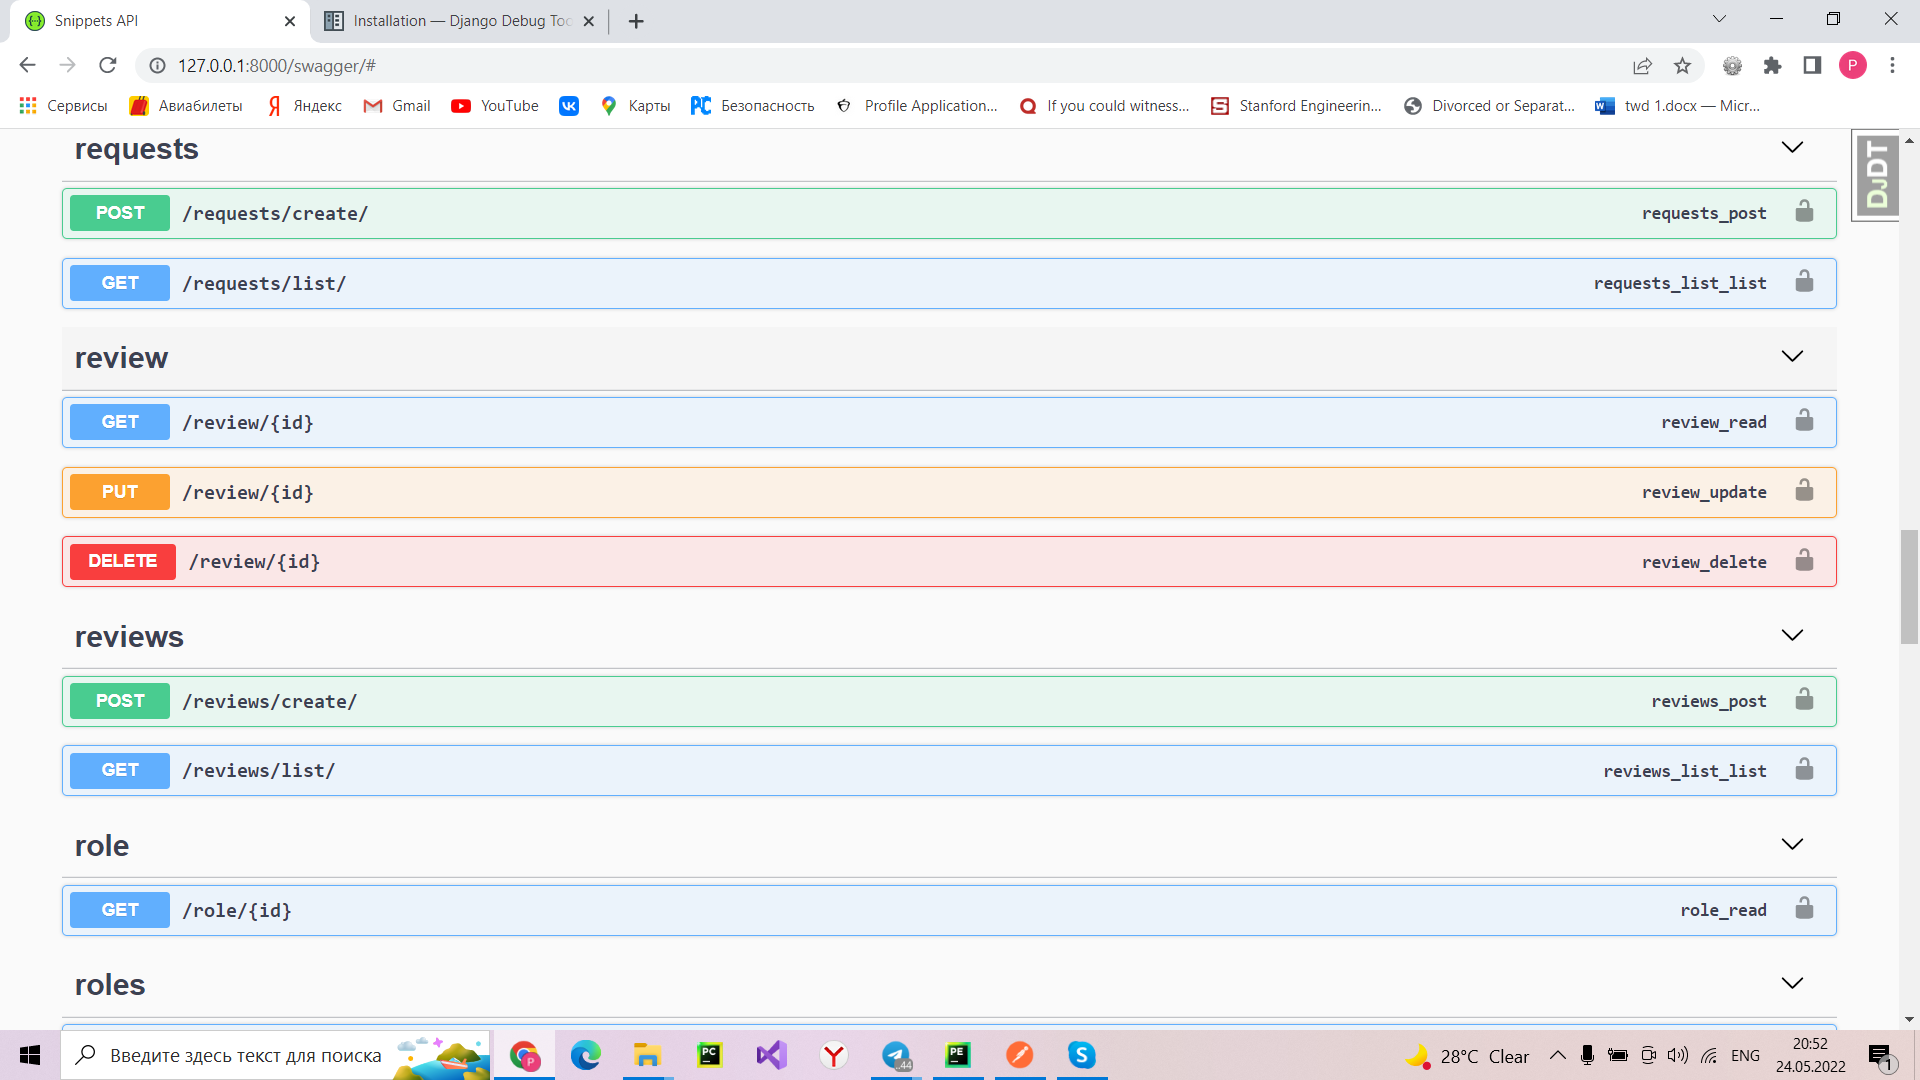 Snippets API
Installation — Django Debug Too
127.0.0.1:8000/swagger/#
P
Сервисы
Авиабилеты
Яндекс
Gmail
YouTube
Карты
Безопасность
Profile Application...
If you could witness...
Stanford Engineerin...
Divorced or Separat...
twd 1.docx — Micr...
DjDT
requests
POST /requests/create/ requests_post
GET /requests/list/ requests_list_list
review
GET /review/{id} review_read
PUT /review/{id} review_update
DELETE /review/{id} review_delete
reviews
POST /reviews/create/ reviews_post
GET /reviews/list/ reviews_list_list
role
GET /role/{id} role_read
roles
Введите здесь текст для поиска
28°C Clear
ENG
20:52
24.05.2022
1